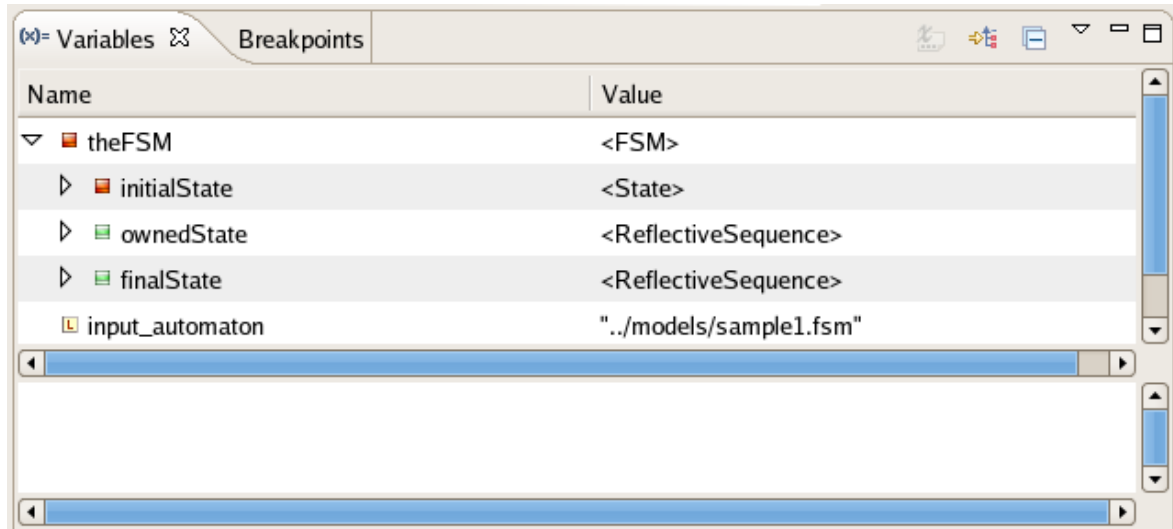 (x)= Variables Breakpoints
Name Value
theFSM <FSM>
initialState <State>
ownedState <ReflectiveSequence>
finalState <ReflectiveSequence>
L input_automaton "../models/sample1.fsm"